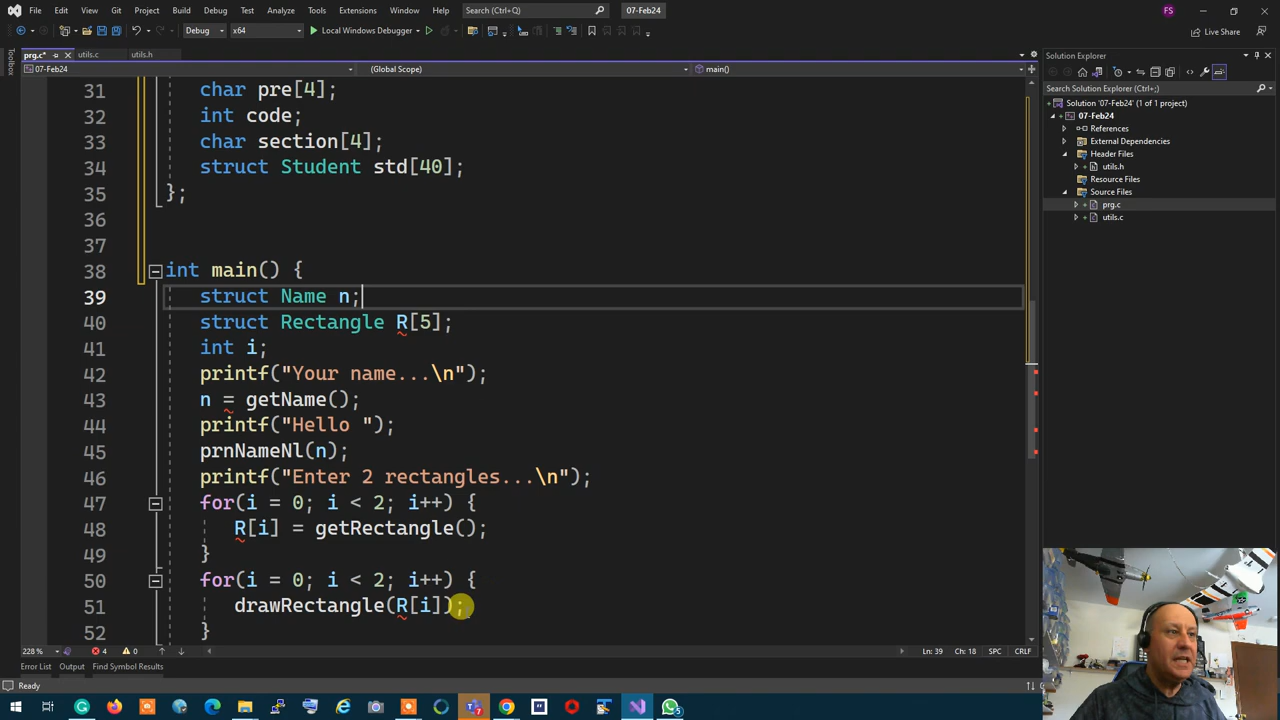 File Edit View Git Project Build Debug Test Analyze Tools Extensions Window Help Search (Ctrl+Q) 07-Feb24 FS
Debug x64 Local Windows Debugger Live Share
Toolbox
prg.c* utils.c utils.h
07-Feb24 (Global Scope) main()
31 char pre[4];
32 int code;
33 char section[4];
34 struct Student std[40];
35 };
36
37
38 int main() {
39 struct Name n;
40 struct Rectangle R[5];
41 int i;
42 printf("Your name...\n");
43 n = getName();
44 printf("Hello ");
45 prnNameNl(n);
46 printf("Enter 2 rectangles...\n");
47 for(i = 0; i < 2; i++) {
48 R[i] = getRectangle();
49 }
50 for(i = 0; i < 2; i++) {
51 drawRectangle(R[i]);
52 }
228 % 4 0 Ln: 39 Ch: 18 SPC CRLF
Error List Output Find Symbol Results
Ready
Solution Explorer
Search Solution Explorer (Ctrl+;)
Solution '07-Feb24' (1 of 1 project)
07-Feb24
References
External Dependencies
Header Files
utils.h
Resource Files
Source Files
prg.c
utils.c